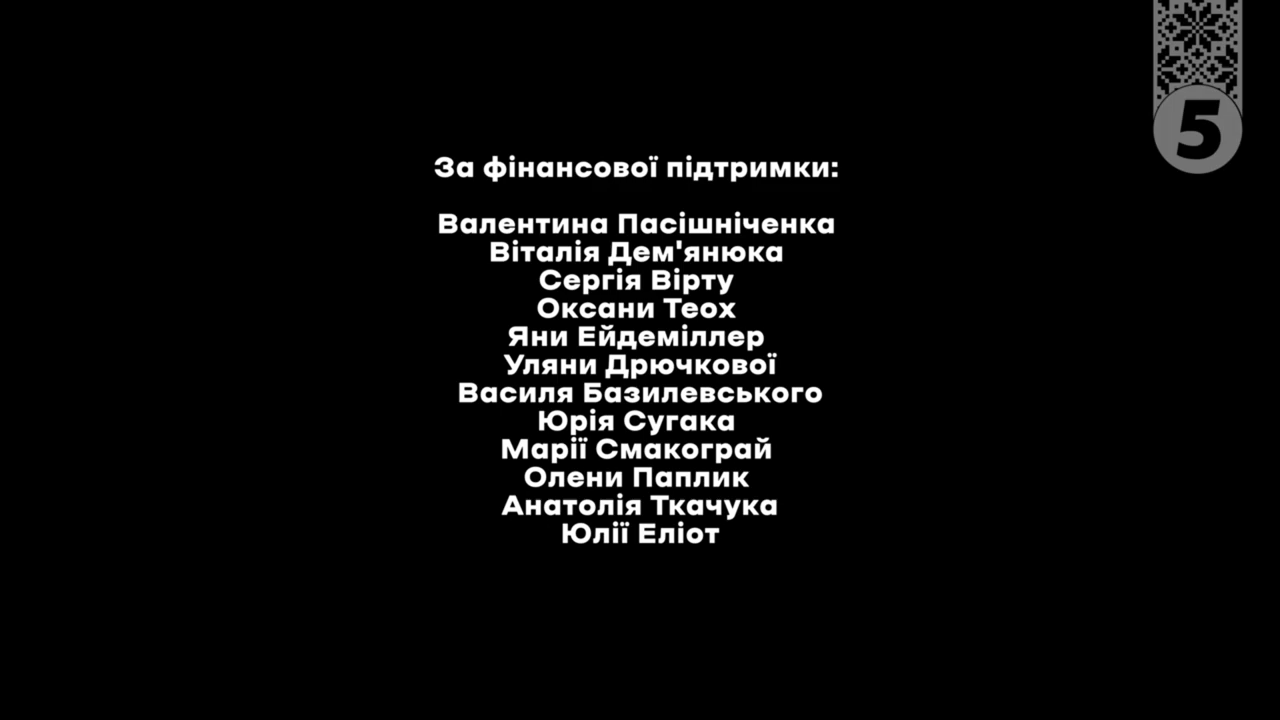 За фінансової підтримки:
Валентина Пасішніченка
Віталія Дем'янюка
Сергія Вірту
Оксани Теох
Яни Ейдеміллер
Уляни Дрючкової
Василя Базилевського
Юрія Сугака
Марії Смакограй
Олени Паплик
Анатолія Ткачука
Юлії Еліот
5